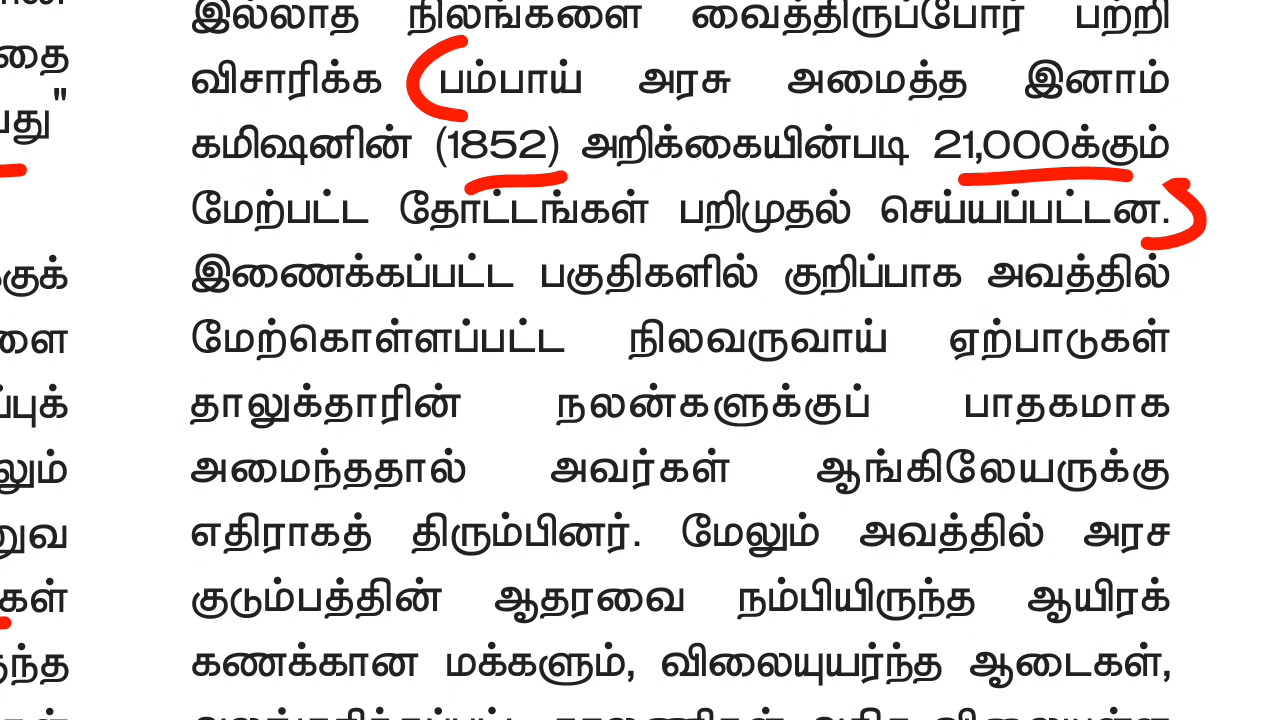 தை
பது"
க்குக்
ளை
ப்புக்
லும்
னுவ
கள்
ந்த
இல்லாத நிலங்களை வைத்திருப்போர் பற்றி
விசாரிக்க பம்பாய் அரசு அமைத்த இனாம்
கமிஷனின் (1852) அறிக்கையின்படி 21,000க்கும்
மேற்பட்ட தோட்டங்கள் பறிமுதல் செய்யப்பட்டன.
இணைக்கப்பட்ட பகுதிகளில் குறிப்பாக அவத்தில்
மேற்கொள்ளப்பட்ட நிலவருவாய் ஏற்பாடுகள்
தாலுக்தாரின் நலன்களுக்குப் பாதகமாக
அமைந்ததால் அவர்கள் ஆங்கிலேயருக்கு
எதிராகத் திரும்பினர். மேலும் அவத்தில் அரச
குடும்பத்தின் ஆதரவை நம்பியிருந்த ஆயிரக்
கணக்கான மக்களும், விலையுயர்ந்த ஆடைகள்,